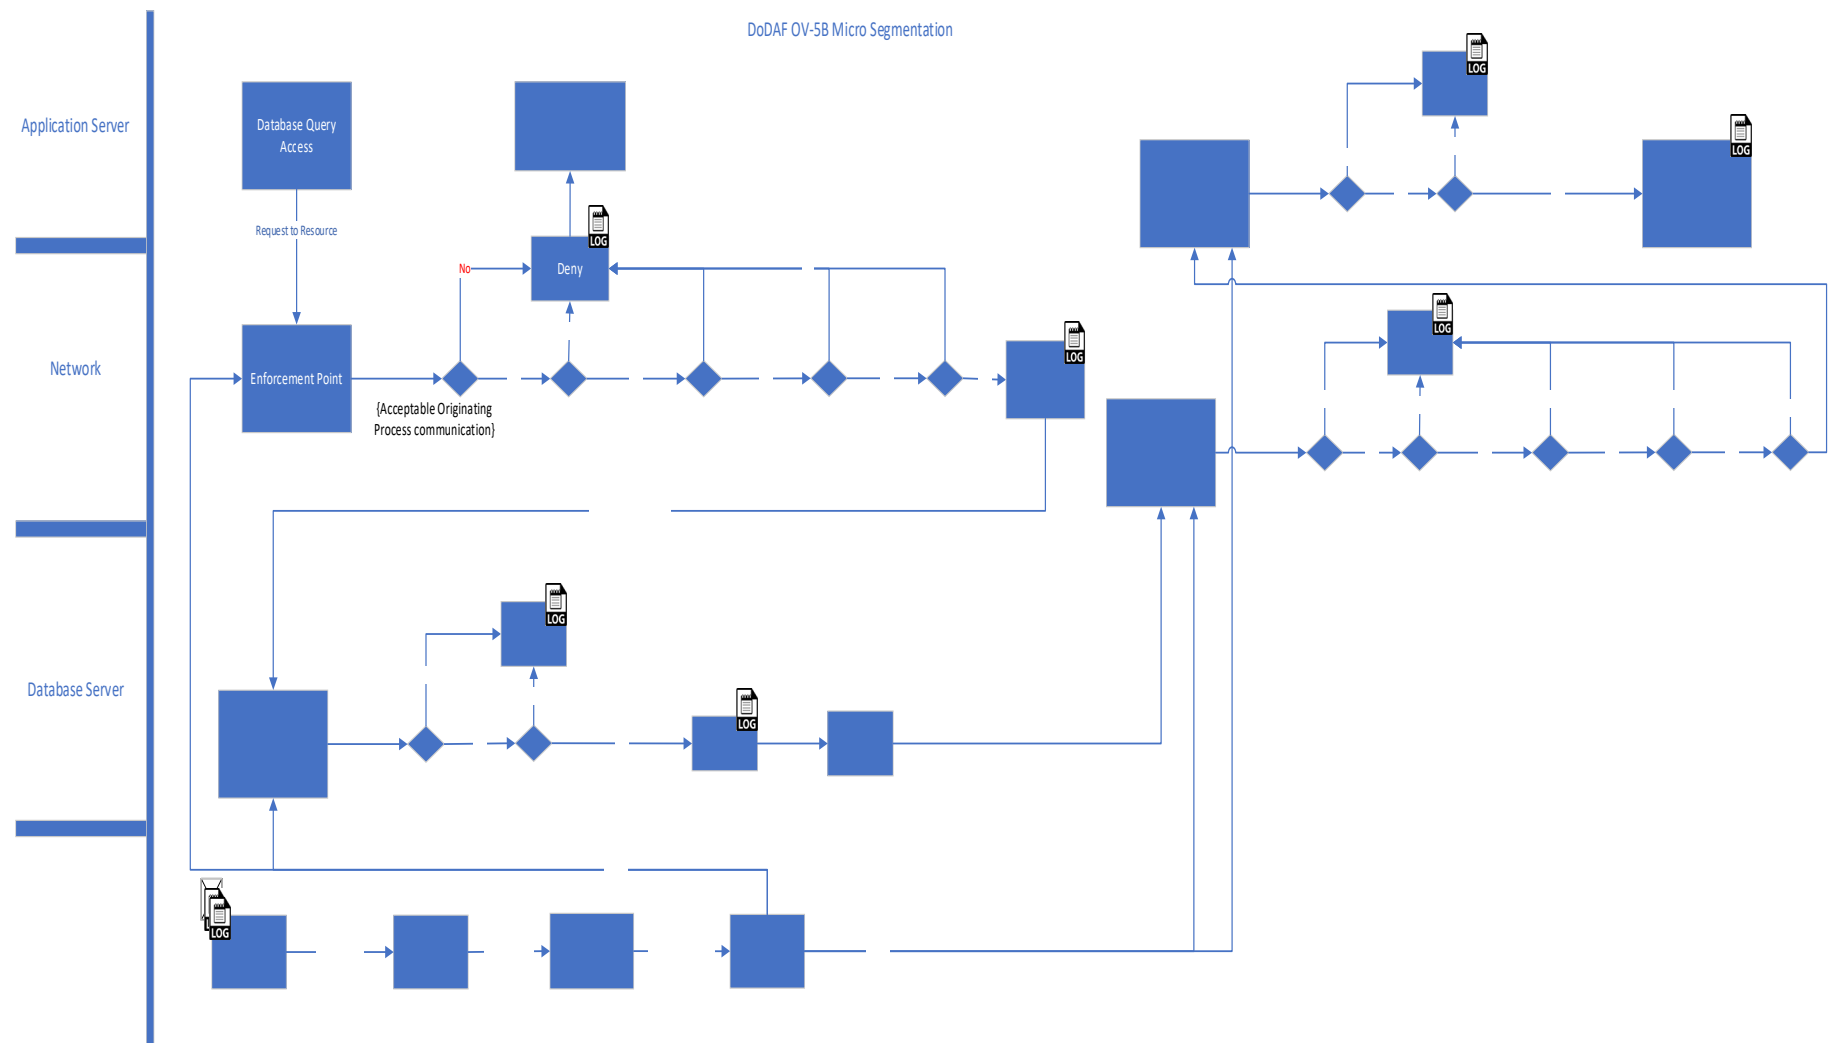 DoDAF OV-5B Micro Segmentation
LOG
Application Server
Database Query
Access
LOG
LOG
Request to Resource
LOG
No
Deny
LOG
LOG
Network
Enforcement Point
{Acceptable Originating
Process communication}
LOG
Database Server
LOG
LOG